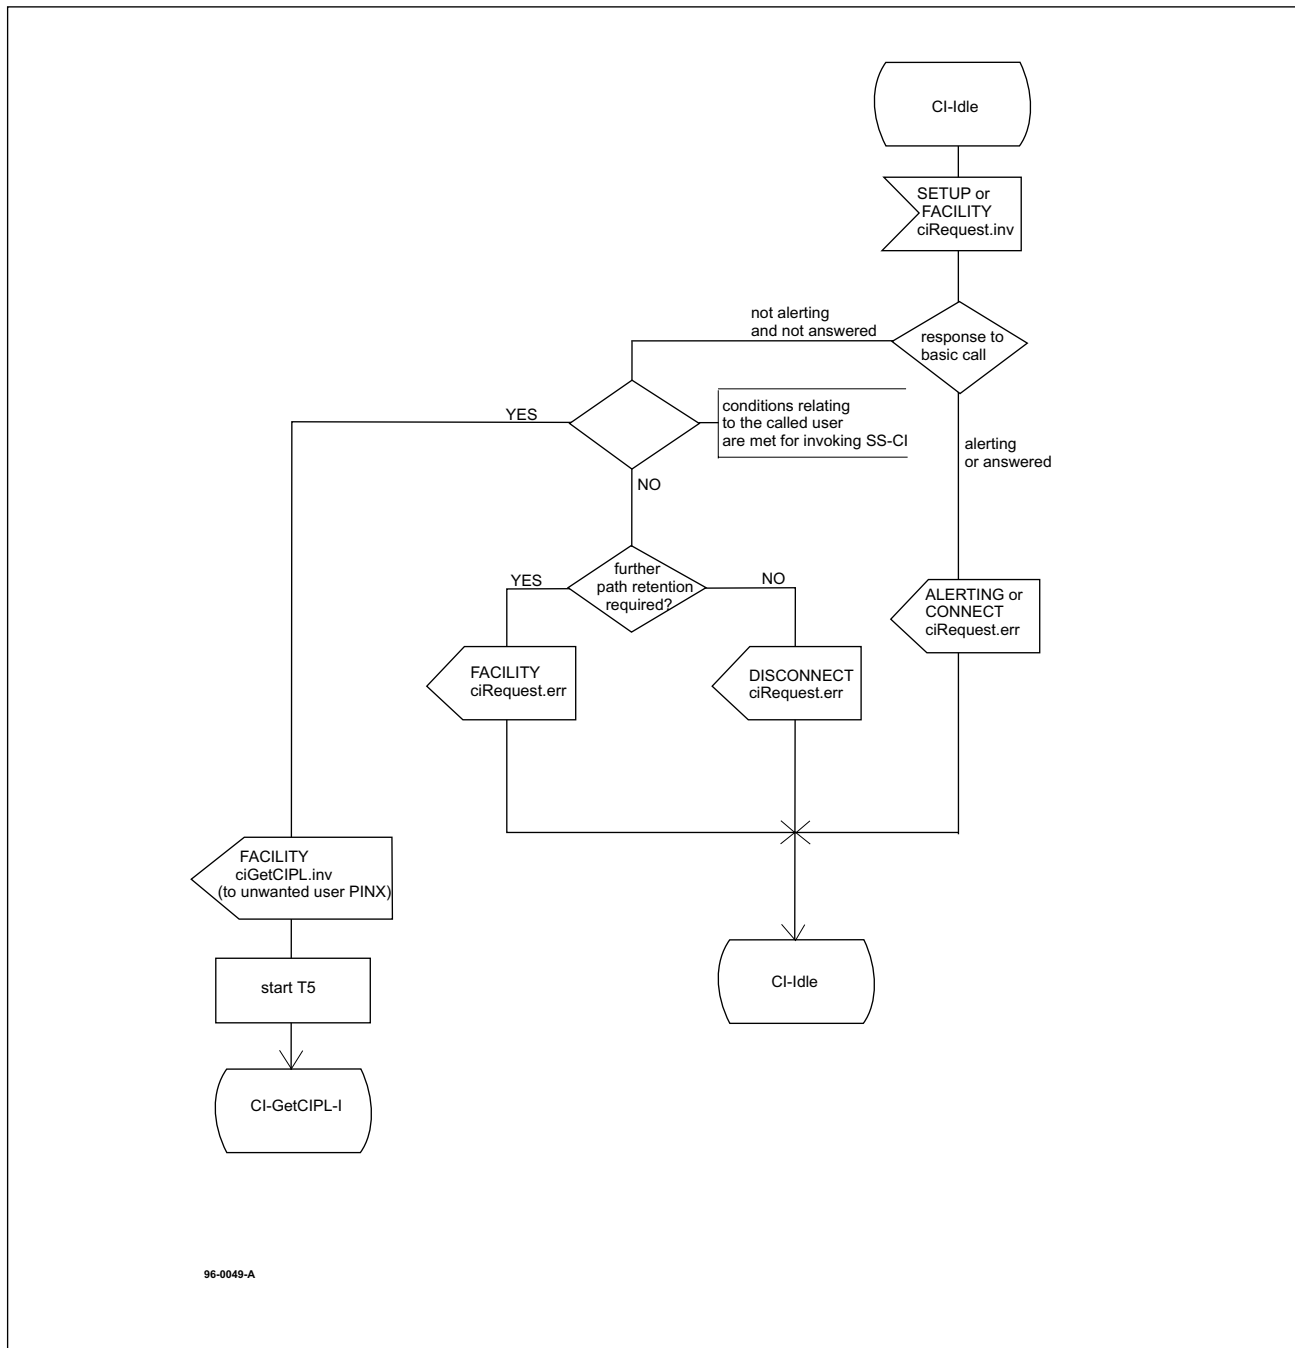 CI-Idle
SETUP or
FACILITY
ciRequest.inv
not alerting
and not answered
response to
basic call
YES
conditions relating
to the called user
are met for invoking SS-CI
alerting
or answered
NO
further
path retention
required?
YES
NO
ALERTING or
CONNECT
ciRequest.err
FACILITY
ciRequest.err
DISCONNECT
ciRequest.err
FACILITY
ciGetCIPL.inv
(to unwanted user PINX)
start T5
CI-Idle
CI-GetCIPL-I
96-0049-A